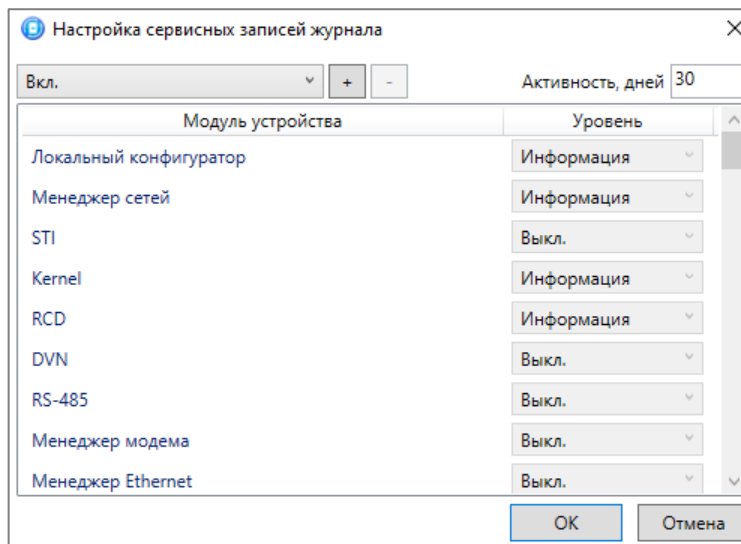 Настройка сервисных записей журнала
Вкл. + - Активность, дней 30
Модуль устройства Уровень
Локальный конфигуратор Информация
Менеджер сетей Информация
STI Выкл.
Kernel Информация
RCD Информация
DVN Выкл.
RS-485 Выкл.
Менеджер модема Выкл.
Менеджер Ethernet Выкл.
OK Отмена